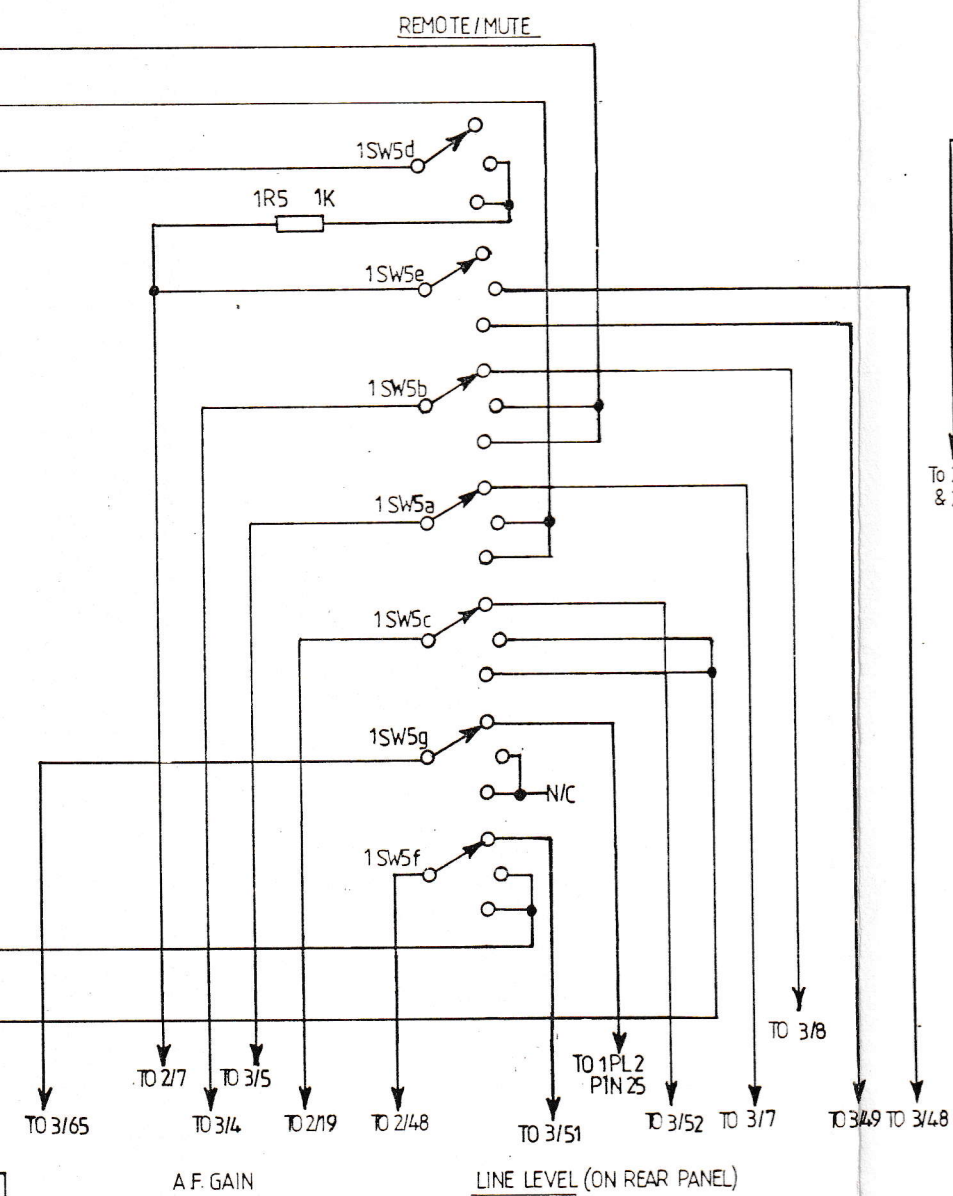 REMOTE/MUTE
1SW5d
1R5 1K
1SW5e
1SW5b
1SW5a
1SW5c
1SW5g
N/C
1SW5f
To
&
TO 3/8
TO 2/7
TO 3/5
TO 1PL2
PIN 25
TO 3/65
TO 3/4
TO 2/19
TO 2/48
TO 3/51
TO 3/52
TO 3/7
TO 3/49
TO 3/48
A.F. GAIN
LINE LEVEL (ON REAR PANEL)